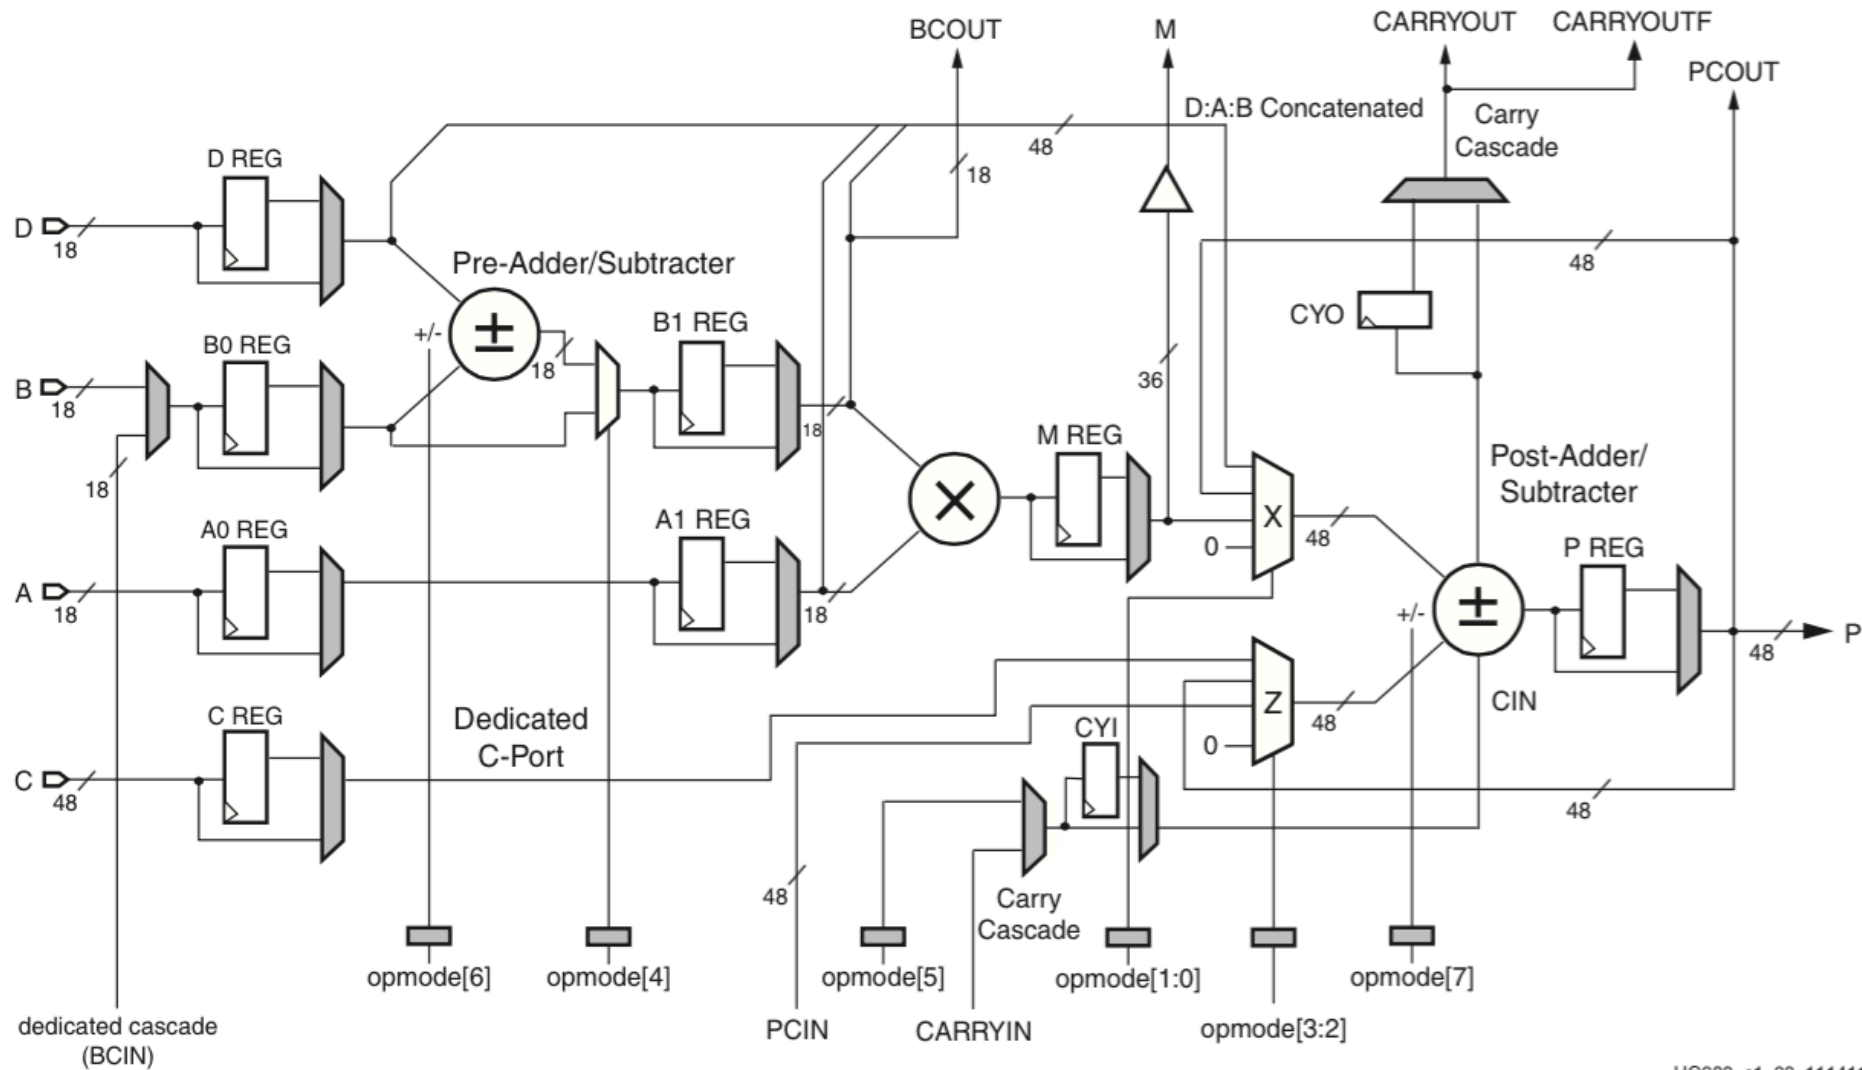 BCOUT
M
CARRYOUT
CARRYOUTF
PCOUT
D:A:B Concatenated
Carry
Cascade
48
18
D REG
D
18
48
Pre-Adder/Subtracter
+/-
±
18
B1 REG
CYO
B0 REG
B
18
18
36
18
M REG
Post-Adder/
Subtracter
X
48
0
A0 REG
A1 REG
A
18
18
P REG
+/-
±
P
48
C REG
Dedicated
C-Port
Z
48
0
CIN
CYI
C
48
48
48
Carry
Cascade
opmode[6]
opmode[4]
opmode[5]
opmode[1:0]
opmode[7]
dedicated cascade
(BCIN)
PCIN
CARRYIN
opmode[3:2]